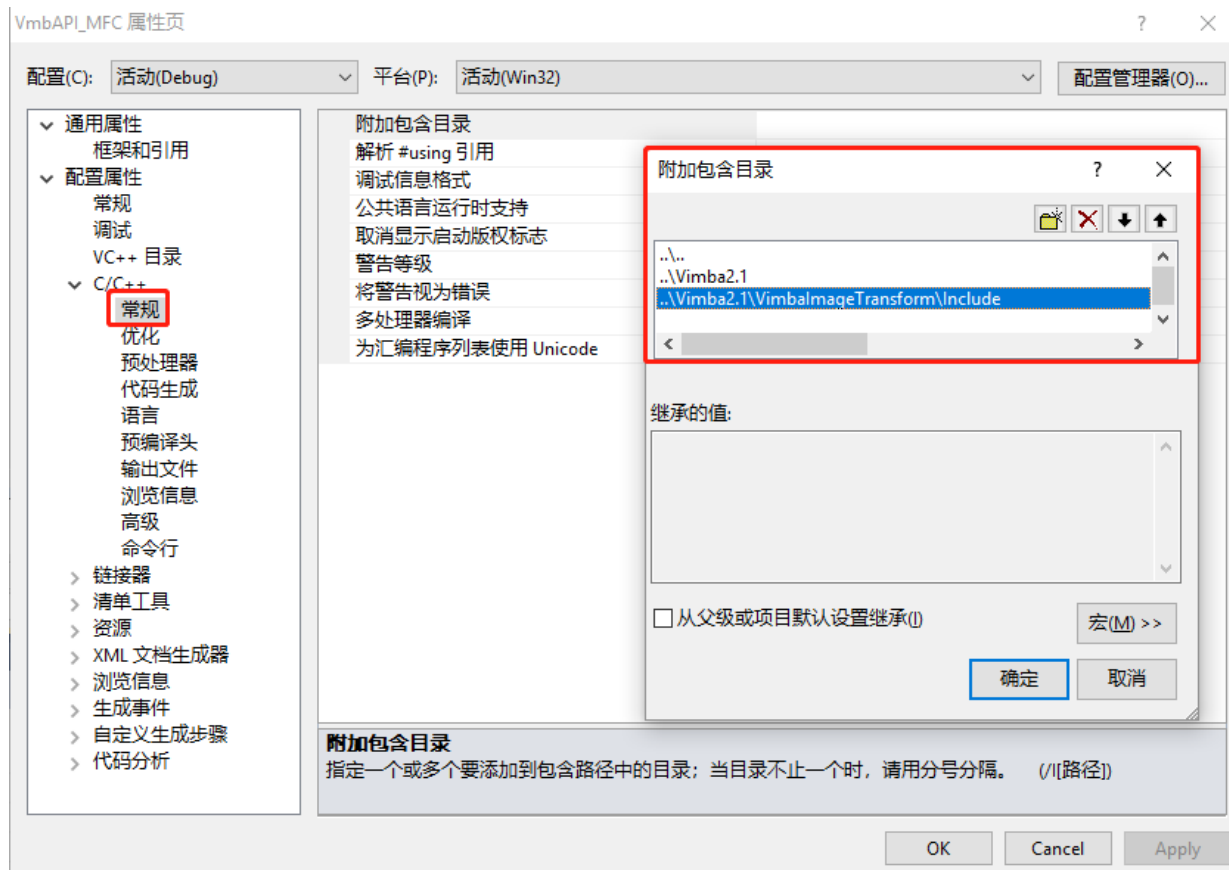 VmbAPI_MFC 属性页
配置(C): 活动(Debug) 平台(P): 活动(Win32) 配置管理器(O)...
通用属性
框架和引用
配置属性
常规
调试
VC++ 目录
C/C++
常规
优化
预处理器
代码生成
语言
预编译头
输出文件
浏览信息
高级
命令行
链接器
清单工具
资源
XML 文档生成器
浏览信息
生成事件
自定义生成步骤
代码分析
附加包含目录
解析 #using 引用
调试信息格式
公共语言运行时支持
取消显示启动版权标志
警告等级
将警告视为错误
多处理器编译
为汇编程序列表使用 Unicode
附加包含目录
..\..
..\Vimba2.1
..\Vimba2.1\VimbaImageTransform\Include
继承的值:
从父级或项目默认设置继承(I)
宏(M) >>
确定 取消
附加包含目录
指定一个或多个要添加到包含路径中的目录；当目录不止一个时，请用分号分隔。 (/I[路径])
OK Cancel Apply